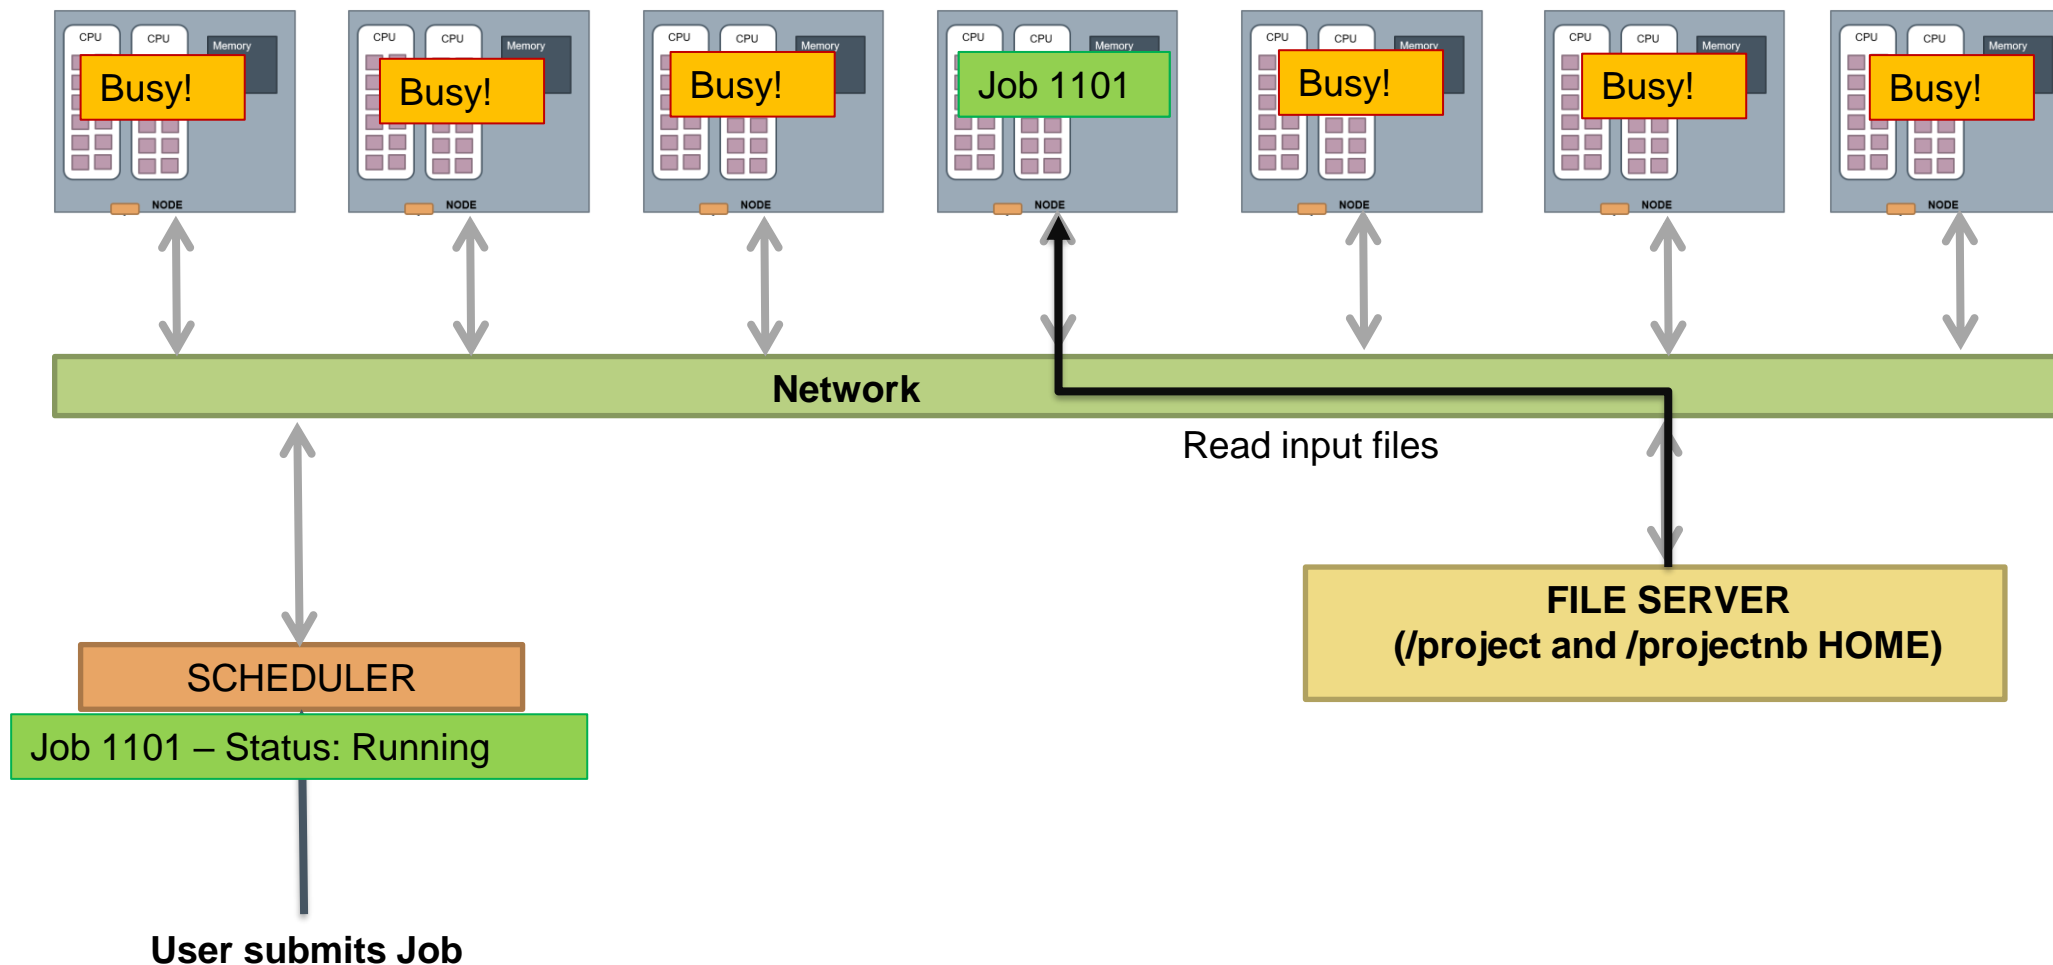 CPU
CPU
Memory
Busy!
NODE
CPU
CPU
Memory
Busy!
NODE
CPU
CPU
Memory
Busy!
NODE
CPU
CPU
Memory
Job 1101
NODE
CPU
CPU
Memory
Busy!
NODE
CPU
CPU
Memory
Busy!
NODE
CPU
CPU
Memory
Busy!
NODE
Network
Read input files
FILE SERVER
(/project and /projectnb HOME)
SCHEDULER
Job 1101 – Status: Running
User submits Job